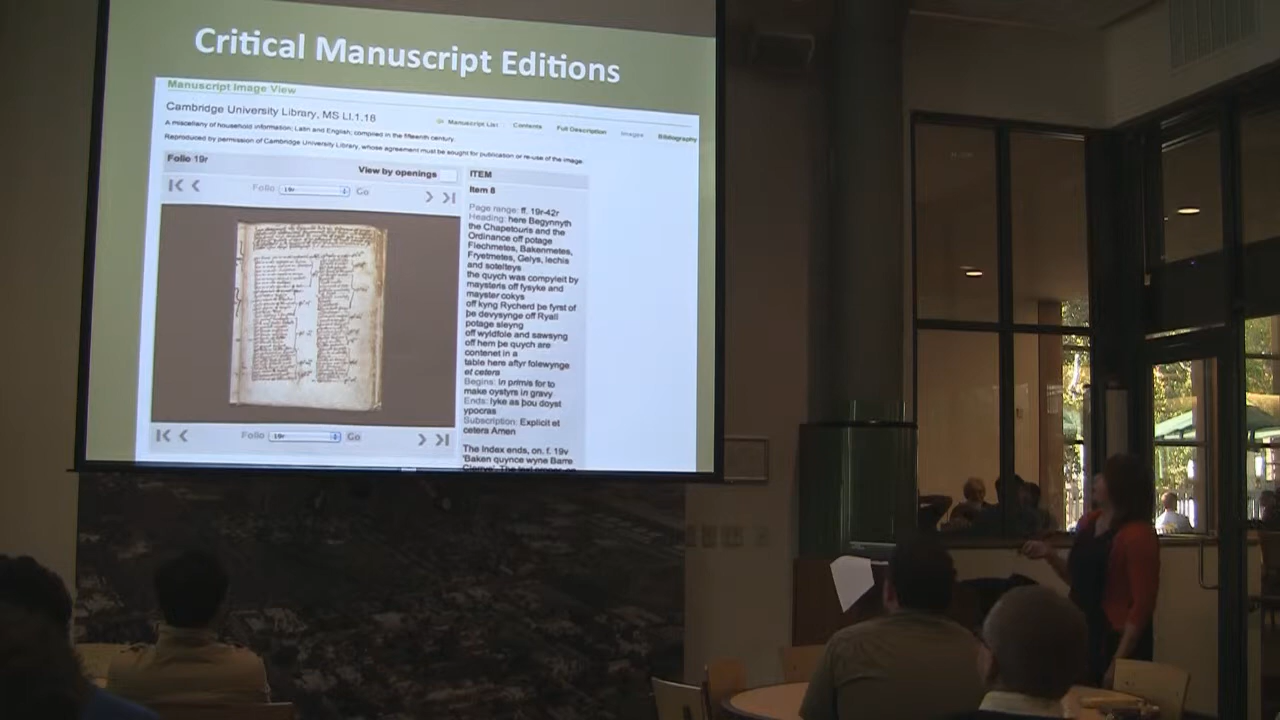 Critical Manuscript Editions
Manuscript Image View
Cambridge University Library, MS Ll.1.18
Manuscript List Contents Full Description Images Bibliography
A miscellany of household information; Latin and English; compiled in the fifteenth century.
Reproduced by permission of Cambridge University Library, whose agreement must be sought for publication or re-use of the image.
Folio 19r
View by openings
Folio 19r Go
ITEM
Item 8
Page range: ff. 19r-42r
Heading: here Begynnyth
the Chapetouris and the
Ordinance off potage
Flechmetes, Bakenmetes,
Fryetmetes, Gelys, lechis
and sotelteys
the quych was compyleit by
maysteris off fysyke and
mayster cokys
off kyng Rycherd þe fyrst of
þe devysynge off Ryall
potage sleyng
off wyldfole and sawsyng
off hem þe quych are
contenet in a
table here aftyr folewynge
et cetera
Begins: In primis for to
make oystyrs in gravy
Ends: lyke as þou doyst
ypocras
Subscription: Explicit et
cetera Amen
The Index ends, on. f. 19v
'Baken quynce wyne Barre
Folio 19r Go